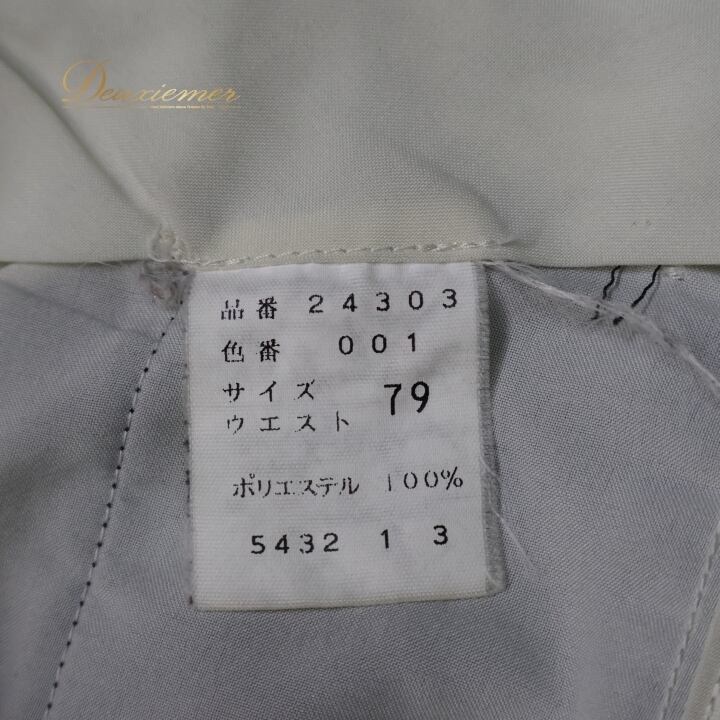 Deuxiemer
品番 24303
色番 001
サイズ
ウエスト 79
ポリエステル 100%
5432 1 3